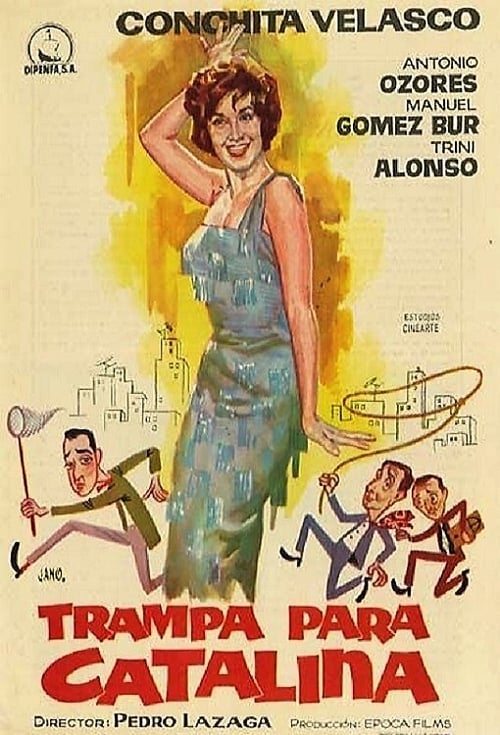 CONCHITA VELASCO
DIPENFA, S.A.
ANTONIO
OZORES
MANUEL
GOMEZ BUR
TRINI
ALONSO
ESTUDIOS
CINEARTE
JANO.
TRAMPA PARA
CATALINA
DIRECTOR: PEDRO LAZAGA PRODUCCIÓN: EPOCA FILMS